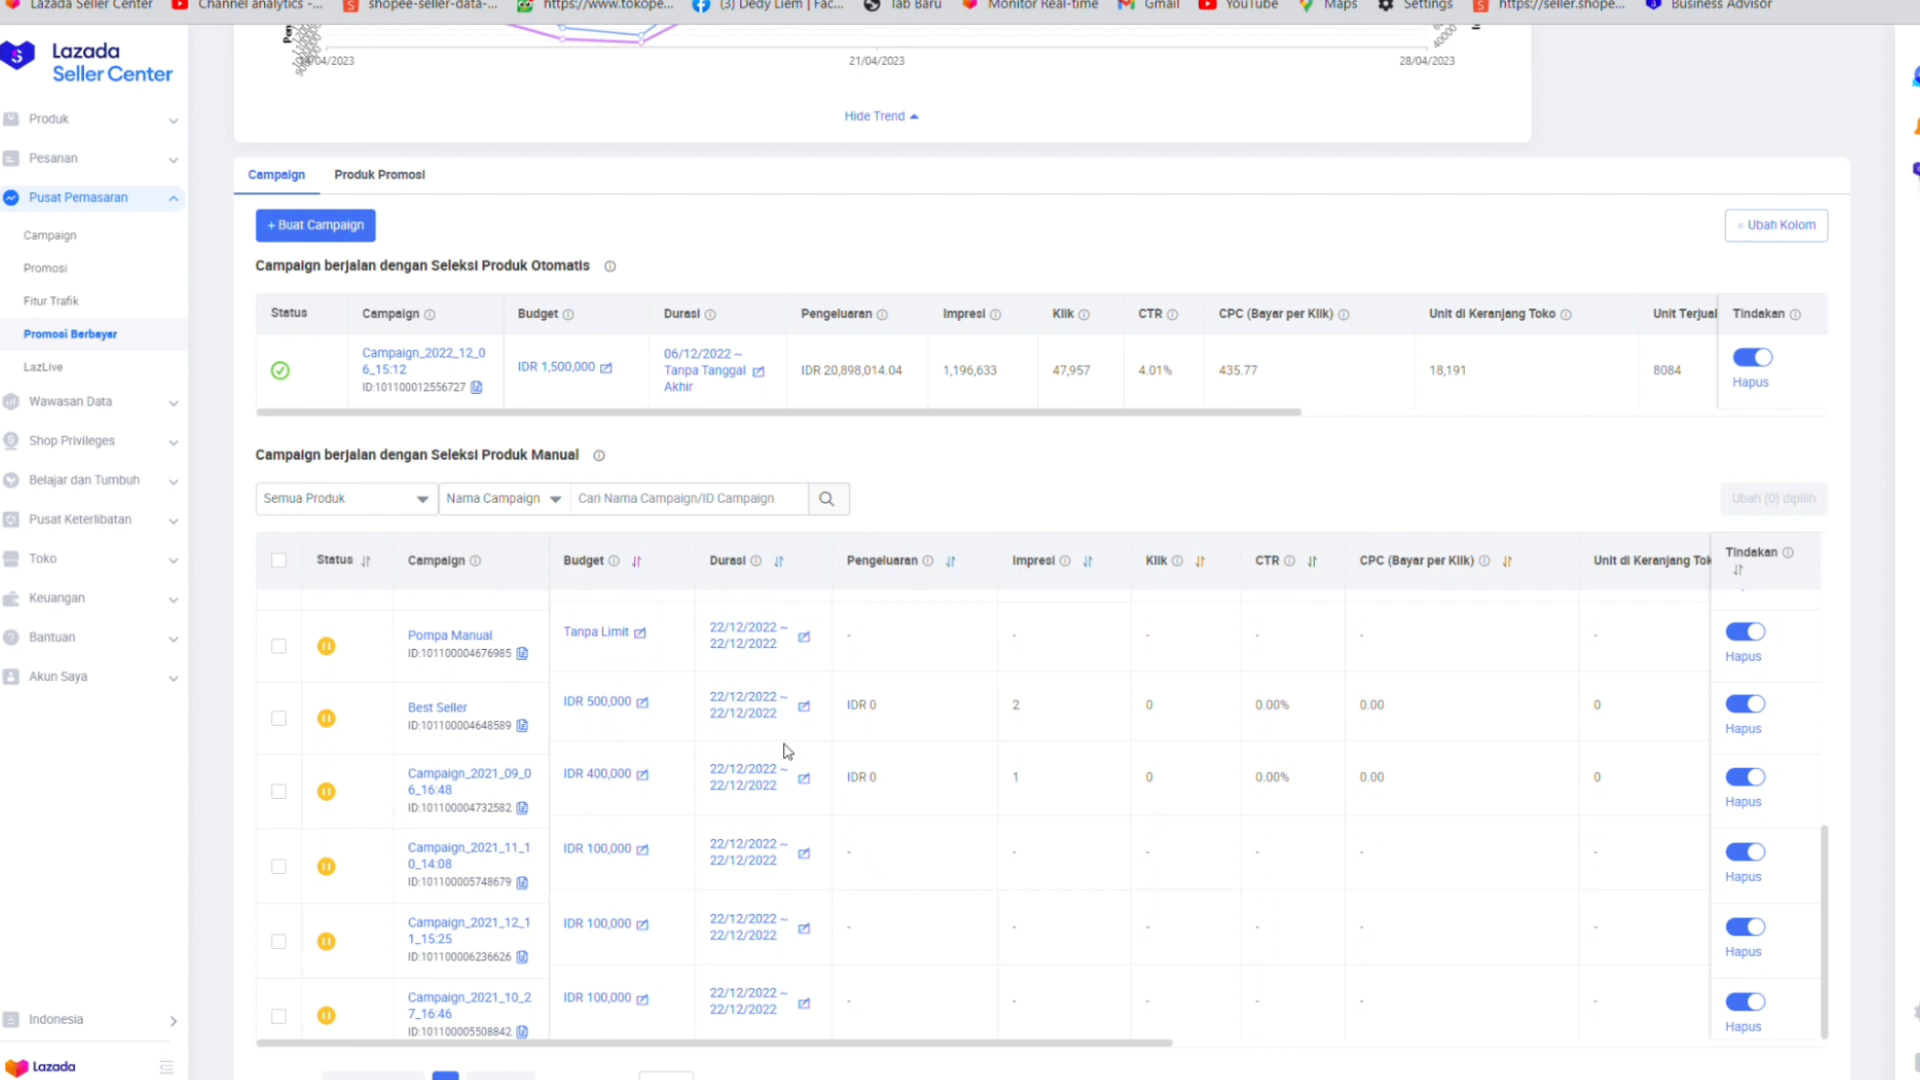 Lazada Seller Center
Channel analytics -...
shopee-seller-data-...
https://www.tokope...
(3) Dedy Liem | Fac...
Tab Baru
Monitor Real-time
Gmail
YouTube
Maps
Settings
https://seller.shope...
Business Advisor
Lazada
Seller Center
Produk
Pesanan
Pusat Pemasaran
Campaign
Promosi
Fitur Trafik
Promosi Berbayar
LazLive
Wawasan Data
Shop Privileges
Belajar dan Tumbuh
Pusat Keterlibatan
Toko
Keuangan
Bantuan
Akun Saya
Indonesia
Lazada
14/04/2023 21/04/2023 28/04/2023
40000
Hide Trend
Campaign Produk Promosi
+ Buat Campaign
Ubah Kolom
Campaign berjalan dengan Seleksi Produk Otomatis
Status Campaign Budget Durasi Pengeluaran Impresi Klik CTR CPC (Bayar per Klik) Unit di Keranjang Toko Unit Terjual Tindakan
Campaign_2022_12_0
6_15:12
ID:101100012556727
IDR 1,500,000
06/12/2022 ~
Tanpa Tanggal
Akhir
IDR 20,898,014.04 1,196,633 47,957 4.01% 435.77 18,191 8084
Hapus
Campaign berjalan dengan Seleksi Produk Manual
Semua Produk Nama Campaign Cari Nama Campaign/ID Campaign
Ubah (0) dipilih
Status Campaign Budget Durasi Pengeluaran Impresi Klik CTR CPC (Bayar per Klik) Unit di Keranjang Tok Tindakan
Pompa Manual
ID:101100004676985
Tanpa Limit
22/12/2022 ~
22/12/2022
- - - - - -
Hapus
Best Seller
ID:101100004648589
IDR 500,000
22/12/2022 ~
22/12/2022
IDR 0 2 0 0.00% 0.00 0
Hapus
Campaign_2021_09_0
6_16:48
ID:101100004732582
IDR 400,000
22/12/2022 ~
22/12/2022
IDR 0 1 0 0.00% 0.00 0
Hapus
Campaign_2021_11_1
0_14:08
ID:101100005748679
IDR 100,000
22/12/2022 ~
22/12/2022
- - - - - -
Hapus
Campaign_2021_12_1
1_15:25
ID:101100006236626
IDR 100,000
22/12/2022 ~
22/12/2022
- - - - - -
Hapus
Campaign_2021_10_2
7_16:46
ID:101100005508842
IDR 100,000
22/12/2022 ~
22/12/2022
- - - - - -
Hapus